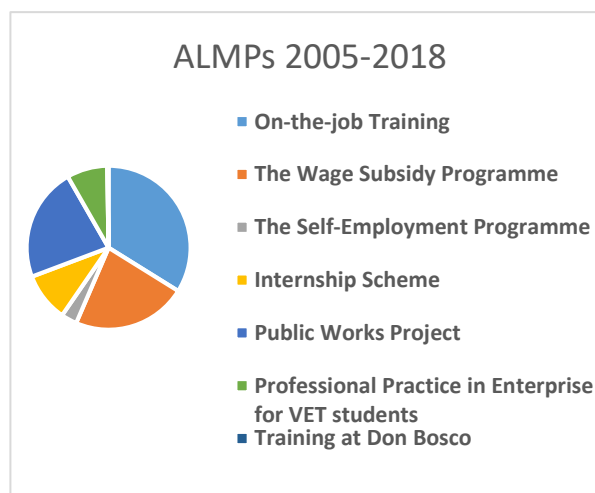 ALMPs 2005-2018
On-the-job Training
The Wage Subsidy Programme
The Self-Employment Programme
Internship Scheme
Public Works Project
Professional Practice in Enterprise
for VET students
Training at Don Bosco